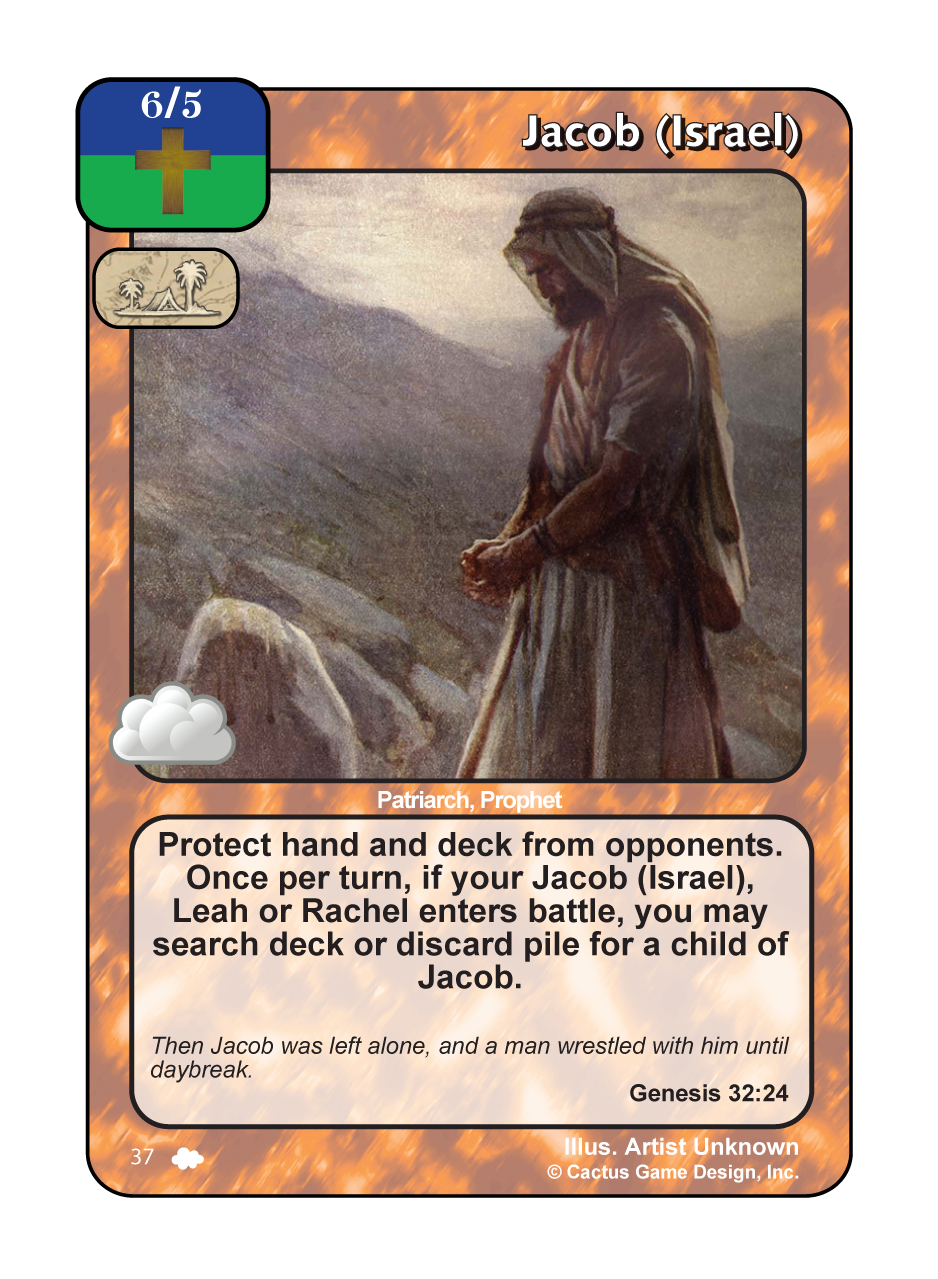 6/5
Jacob (Israel)
Patriarch, Prophet
Protect hand and deck from opponents.
Once per turn, if your Jacob (Israel),
Leah or Rachel enters battle, you may
search deck or discard pile for a child of
Jacob.
Then Jacob was left alone, and a man wrestled with him until
daybreak.
Genesis 32:24
37
Illus. Artist Unknown
© Cactus Game Design, Inc.